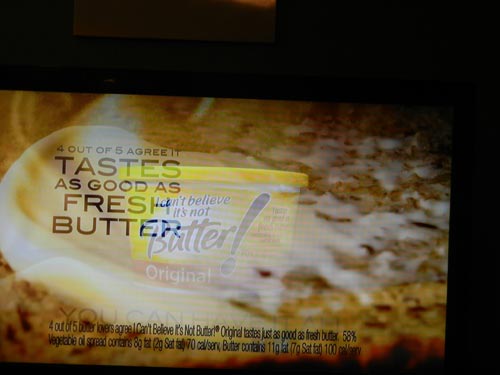 4 OUT OF 5 AGREE IT
TASTES
AS GOOD AS
FRESH
BUTTER
I can't believe
it's not
Butter!
Original
YOU CAN
4 out of 5 butter lovers agree I Can't Believe It's Not Butter!® Original tastes just as good as fresh butter. 58%
vegetable oil spread contains 8g fat (2g Sat fat) 70 cal/serv, Butter contains 11g fat (7g Sat fat) 100 cal/serv